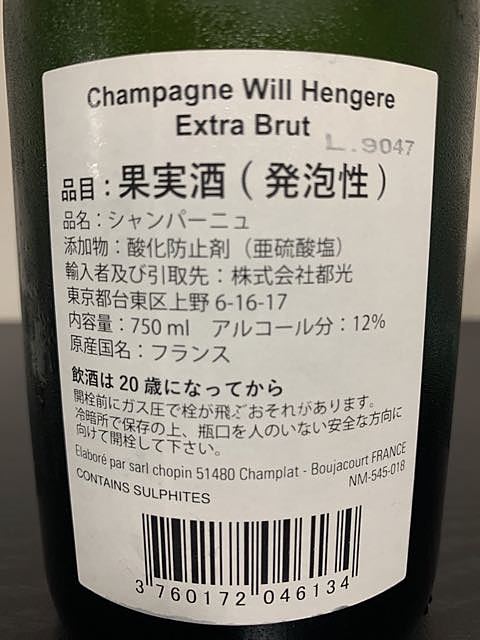 Champagne Will Hengere
Extra Brut
L.9047
品目：果実酒（発泡性）
品名：シャンパーニュ
添加物：酸化防止剤（亜硫酸塩）
輸入者及び引取先：株式会社都光
東京都台東区上野 6-16-17
内容量：750 ml　アルコール分：12%
原産国名：フランス
飲酒は 20 歳になってから
開栓前にガス圧で栓が飛ぶおそれがあります。
冷暗所で保存の上、瓶口を人のいない安全な方向に
向けて開栓して下さい。
Elaboré par sarl chopin 51480 Champlat - Boujacourt FRANCE
NM-545-018
CONTAINS SULPHITES
3 760172 046134